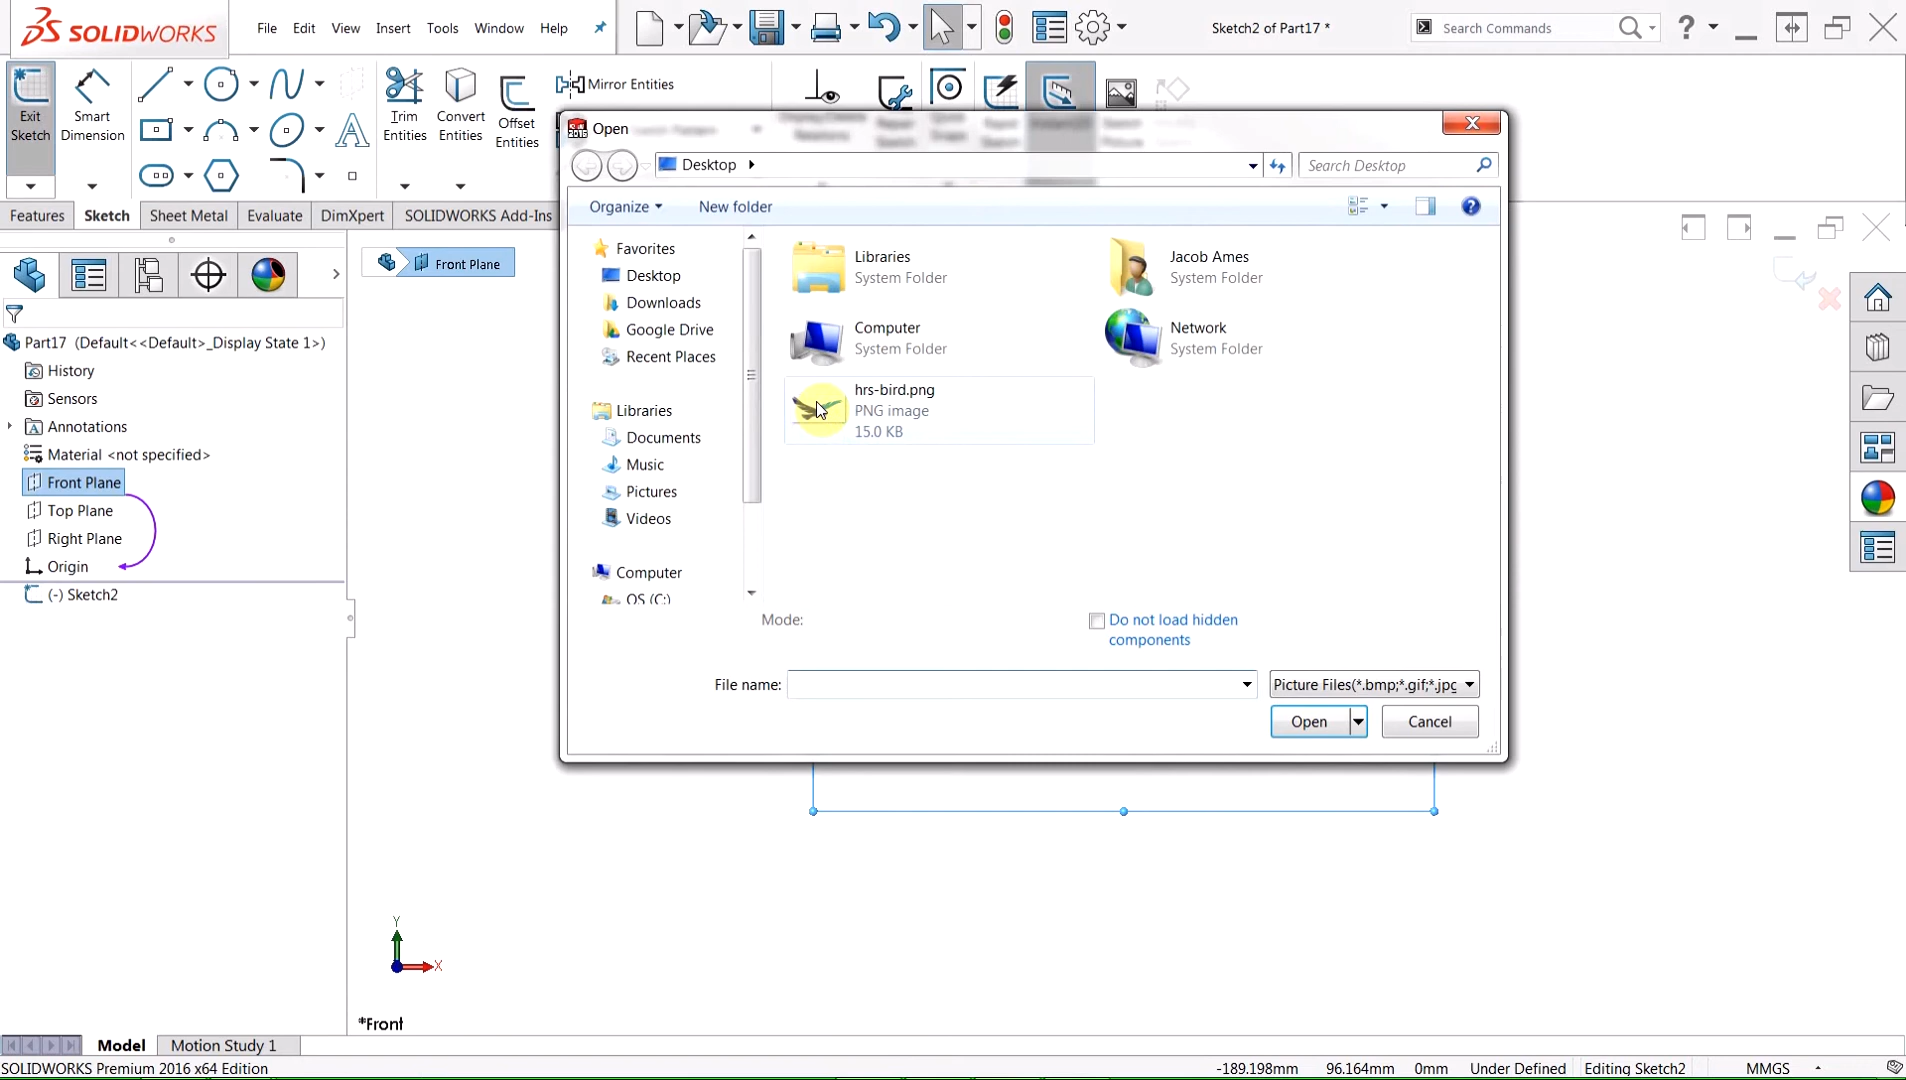 SOLIDWORKS
File Edit View Insert Tools Window Help
Sketch2 of Part17 *
Search Commands
Exit Sketch
Smart Dimension
Trim Entities
Convert Entities
Offset Entities
Mirror Entities
Features Sketch Sheet Metal Evaluate DimXpert SOLIDWORKS Add-Ins
Front Plane
Part17 (Default<<Default>_Display State 1>)
History
Sensors
Annotations
Material <not specified>
Front Plane
Top Plane
Right Plane
Origin
(-) Sketch2
Open
Desktop
Search Desktop
Organize New folder
Favorites
Desktop
Downloads
Google Drive
Recent Places
Libraries
Documents
Music
Pictures
Videos
Computer
OS (C:)
Libraries
System Folder
Jacob Ames
System Folder
Computer
System Folder
Network
System Folder
hrs-bird.png
PNG image
15.0 KB
Mode:
Do not load hidden
components
File name:
Picture Files(*.bmp;*.gif;*.jpg
Open Cancel
Y
X
*Front
Model Motion Study 1
SOLIDWORKS Premium 2016 x64 Edition
-189.198mm 96.164mm 0mm Under Defined Editing Sketch2 MMGS